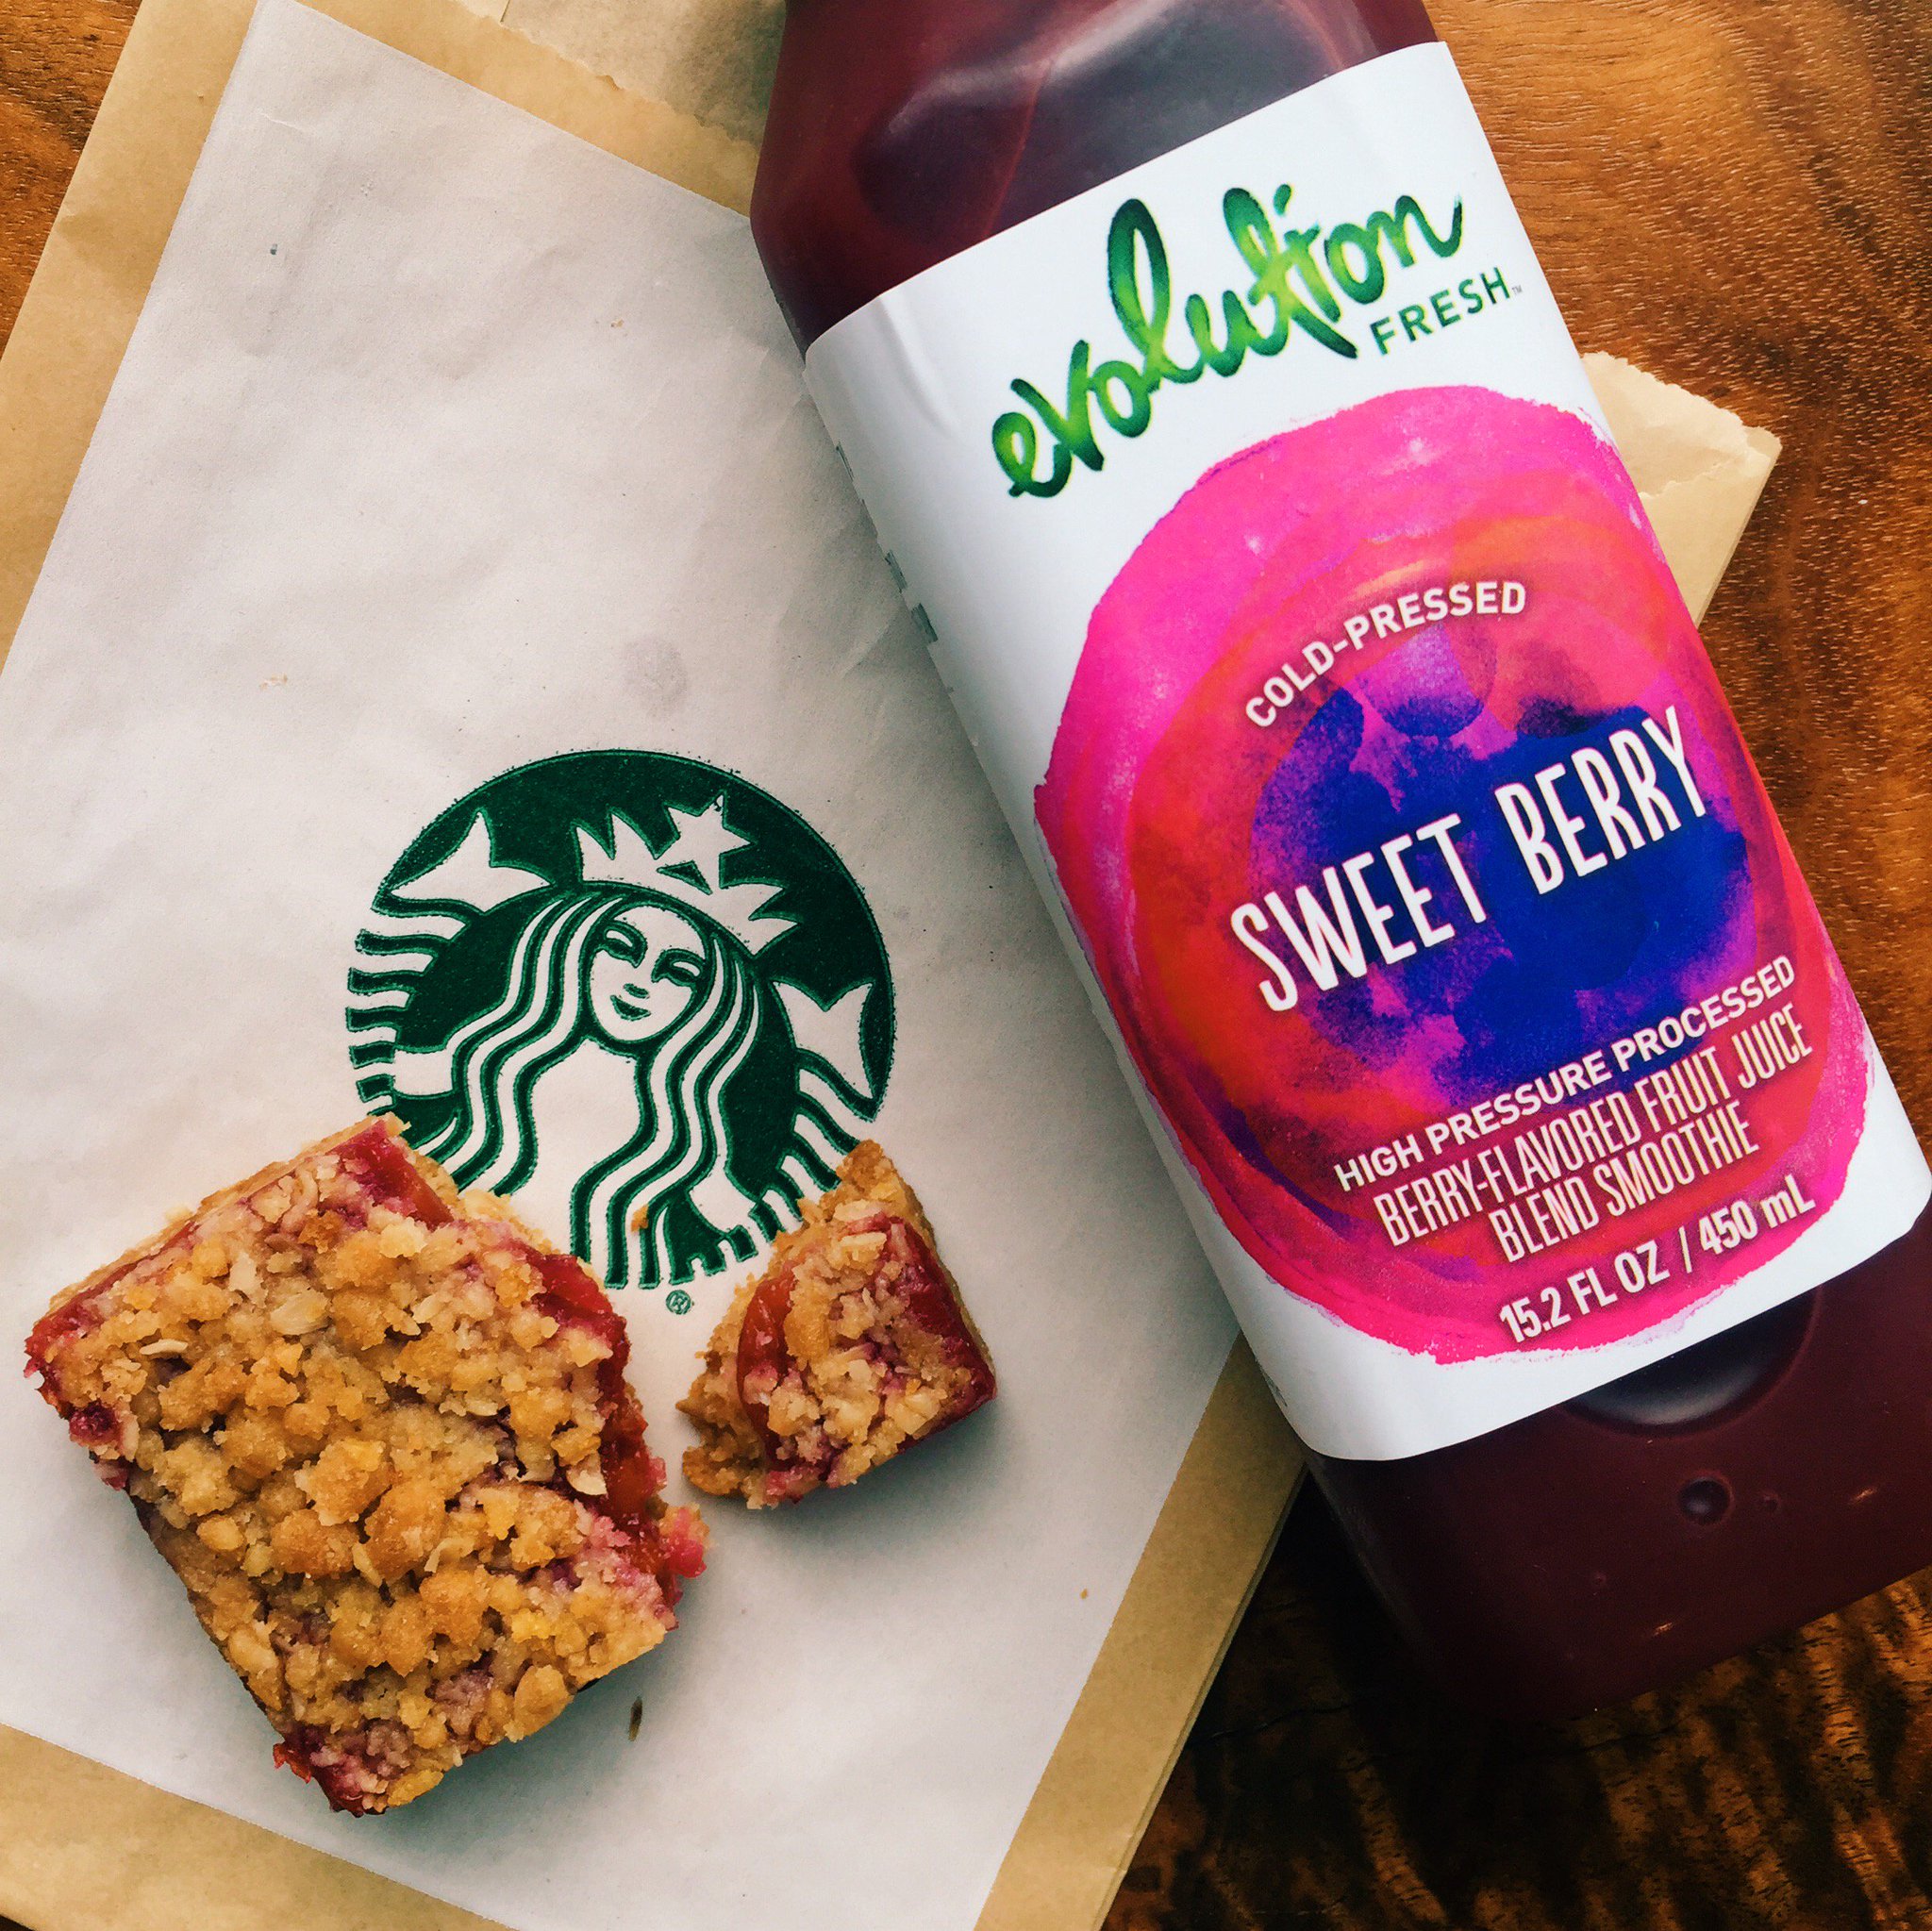 evolution
FRESH™
COLD-PRESSED
SWEET BERRY
HIGH PRESSURE PROCESSED
BERRY-FLAVORED FRUIT JUICE
BLEND SMOOTHIE
15.2 FL OZ / 450 mL
®